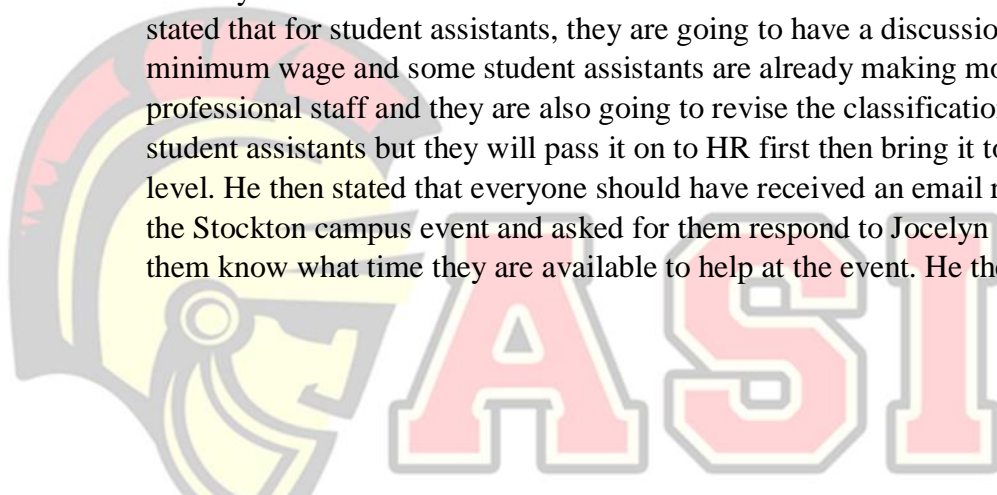 stated that for student assistants, they are going to have a discussio
minimum wage and some student assistants are already making mo
professional staff and they are also going to revise the classification
student assistants but they will pass it on to HR first then bring it to
level. He then stated that everyone should have received an email r
the Stockton campus event and asked for them respond to Jocelyn
them know what time they are available to help at the event. He the
ASI